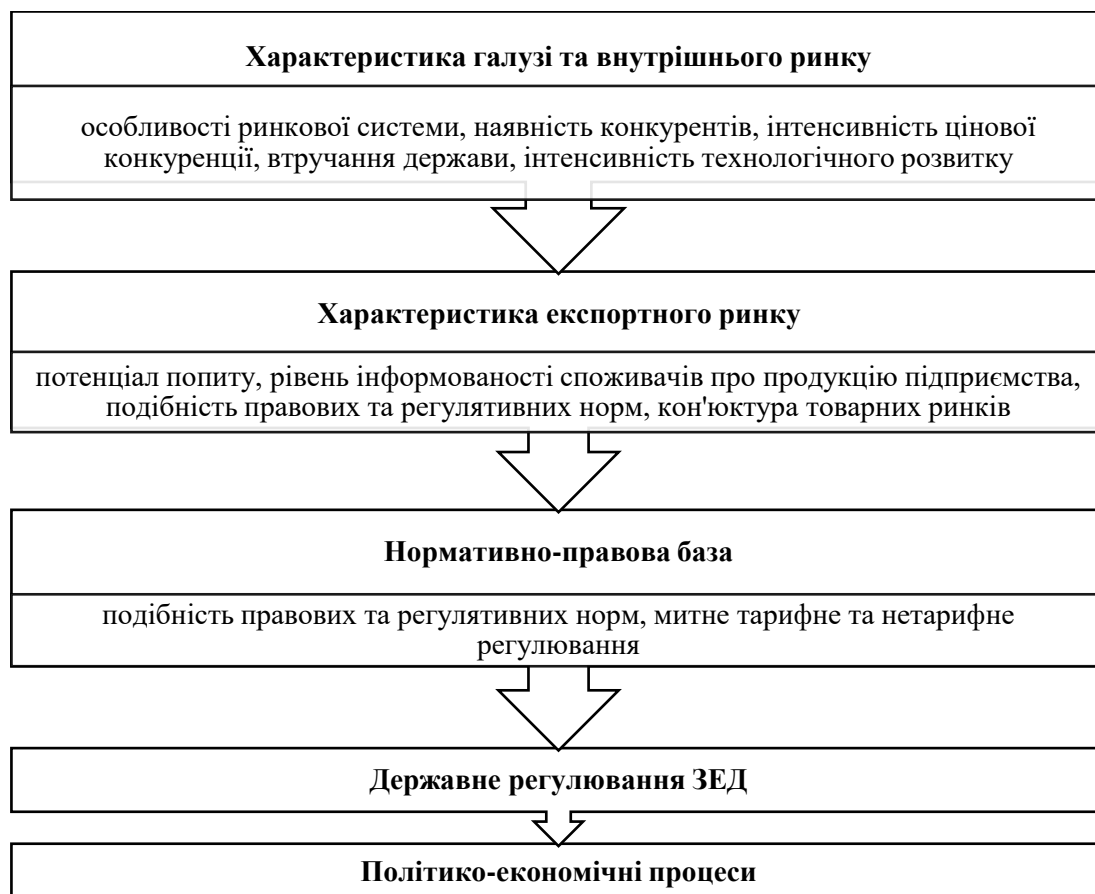 Характеристика галузі та внутрішнього ринку
особливості ринкової системи, наявність конкурентів, інтенсивність цінової
конкуренції, втручання держави, інтенсивність технологічного розвитку
Характеристика експортного ринку
потенціал попиту, рівень інформованості споживачів про продукцію підприємства,
подібність правових та регулятивних норм, кон'юктура товарних ринків
Нормативно-правова база
подібність правових та регулятивних норм, митне тарифне та нетарифне
регулювання
Державне регулювання ЗЕД
Політико-економічні процеси